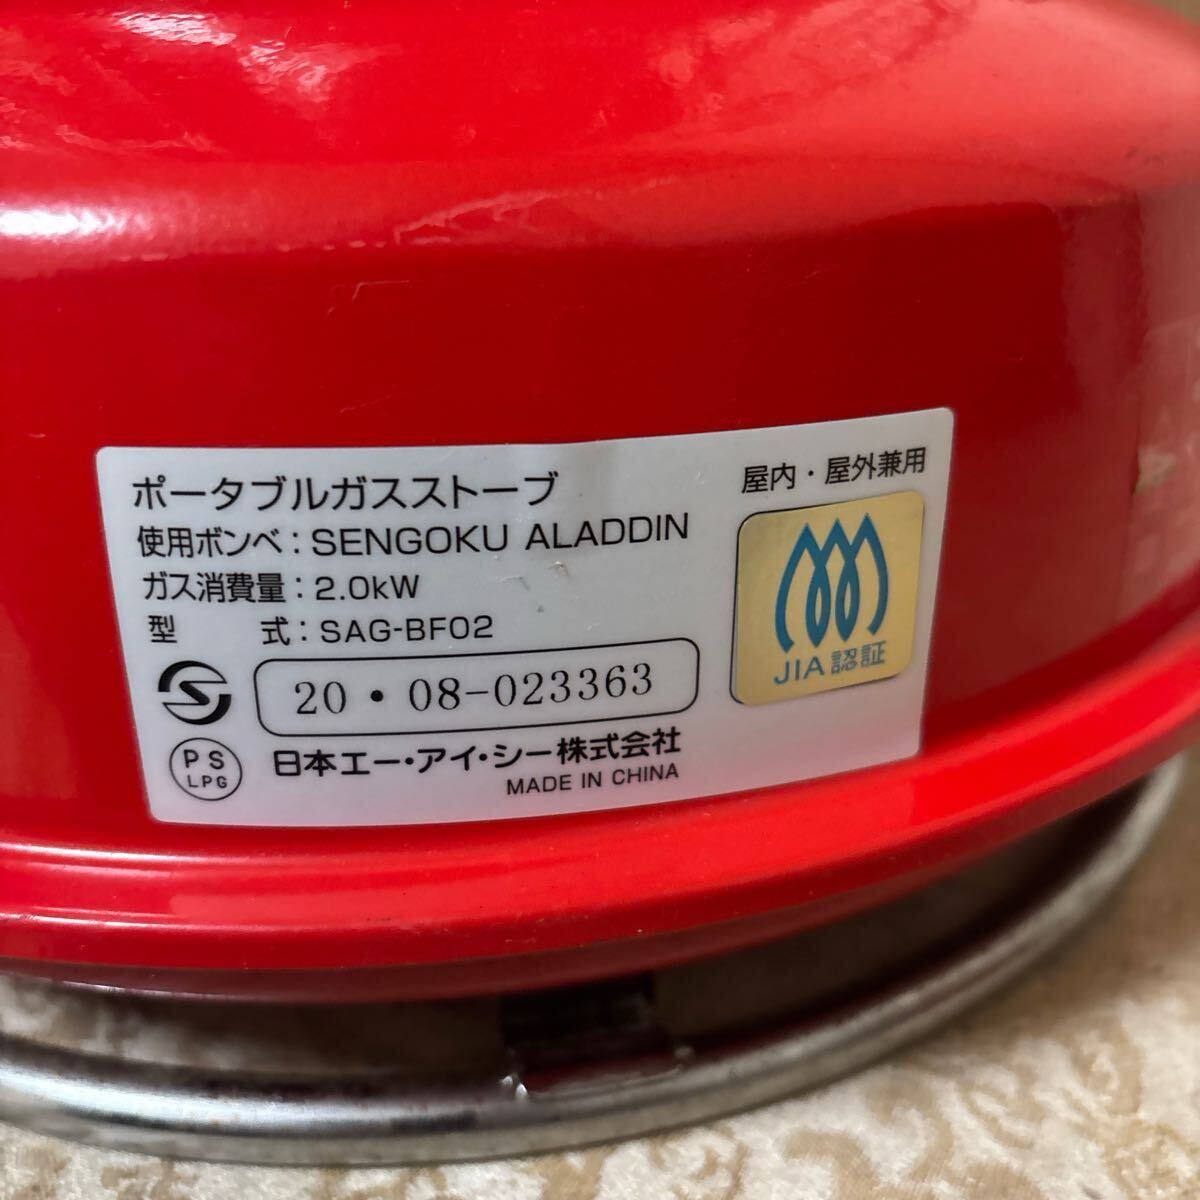 ポータブルガスストーブ
屋内・屋外兼用
使用ボンベ：SENGOKU ALADDIN
ガス消費量：2.0kW
型　　式：SAG-BF02
20・08-023363
日本エー・アイ・シー株式会社
MADE IN CHINA
PS
LPG
JIA認証